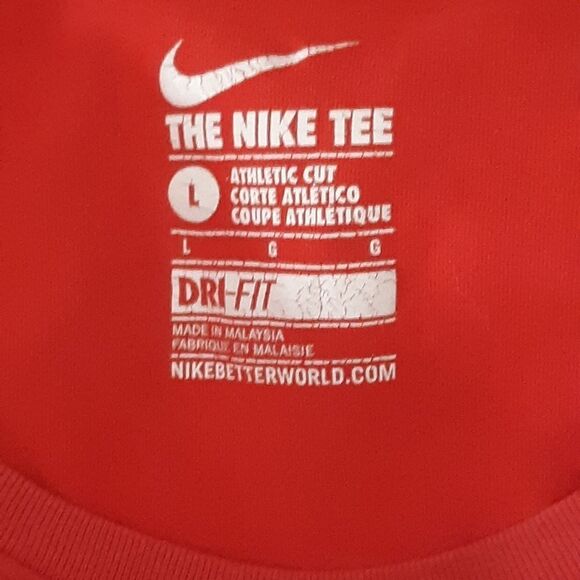 THE NIKE TEE
L
ATHLETIC CUT
CORTE ATLÉTICO
COUPE ATHLÉTIQUE
L G G
DRI-FIT
MADE IN MALAYSIA
FABRIQUÉ EN MALAISIE
NIKEBETTERWORLD.COM